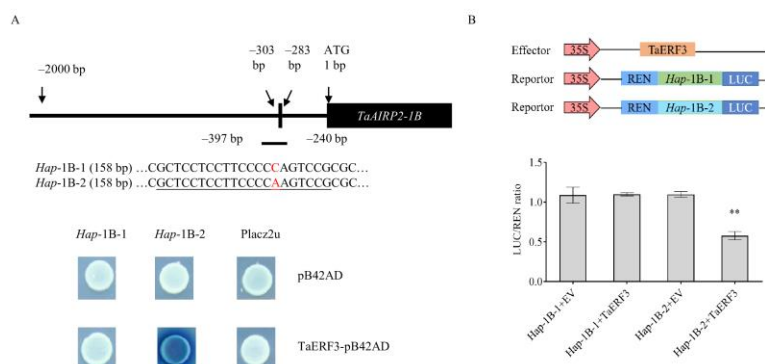 A
–2000 bp
–303 bp
–283 bp
ATG 1 bp
TaAIRP2-1B
–397 bp
–240 bp
Hap-1B-1 (158 bp) …CGCTCCTCCTTCCCCCAGTCCGCGC…
Hap-1B-2 (158 bp) …CGCTCCTCCTTCCCCAAGTCCGCGC…
Hap-1B-1
Hap-1B-2
Placz2u
pB42AD
TaERF3-pB42AD
B
Effector
35S
TaERF3
Reportor
35S
REN
Hap-1B-1
LUC
Reportor
35S
REN
Hap-1B-2
LUC
LUC/REN ratio
1.5
1.0
0.5
0.0
**
Hap-1B-1+EV
Hap-1B-1+TaERF3
Hap-1B-2+EV
Hap-1B-2+TaERF3